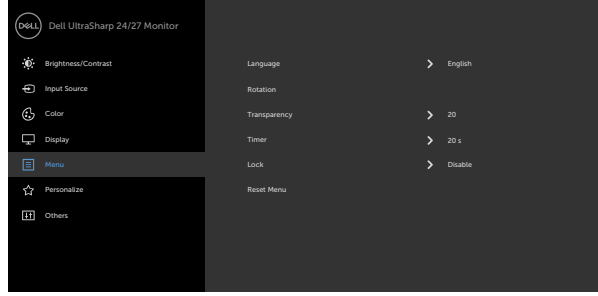 DELL Dell UltraSharp 24/27 Monitor
Brightness/Contrast
Input Source
Color
Display
Menu
Personalize
Others
Language English
Rotation
Transparency 20
Timer 20 s
Lock Disable
Reset Menu